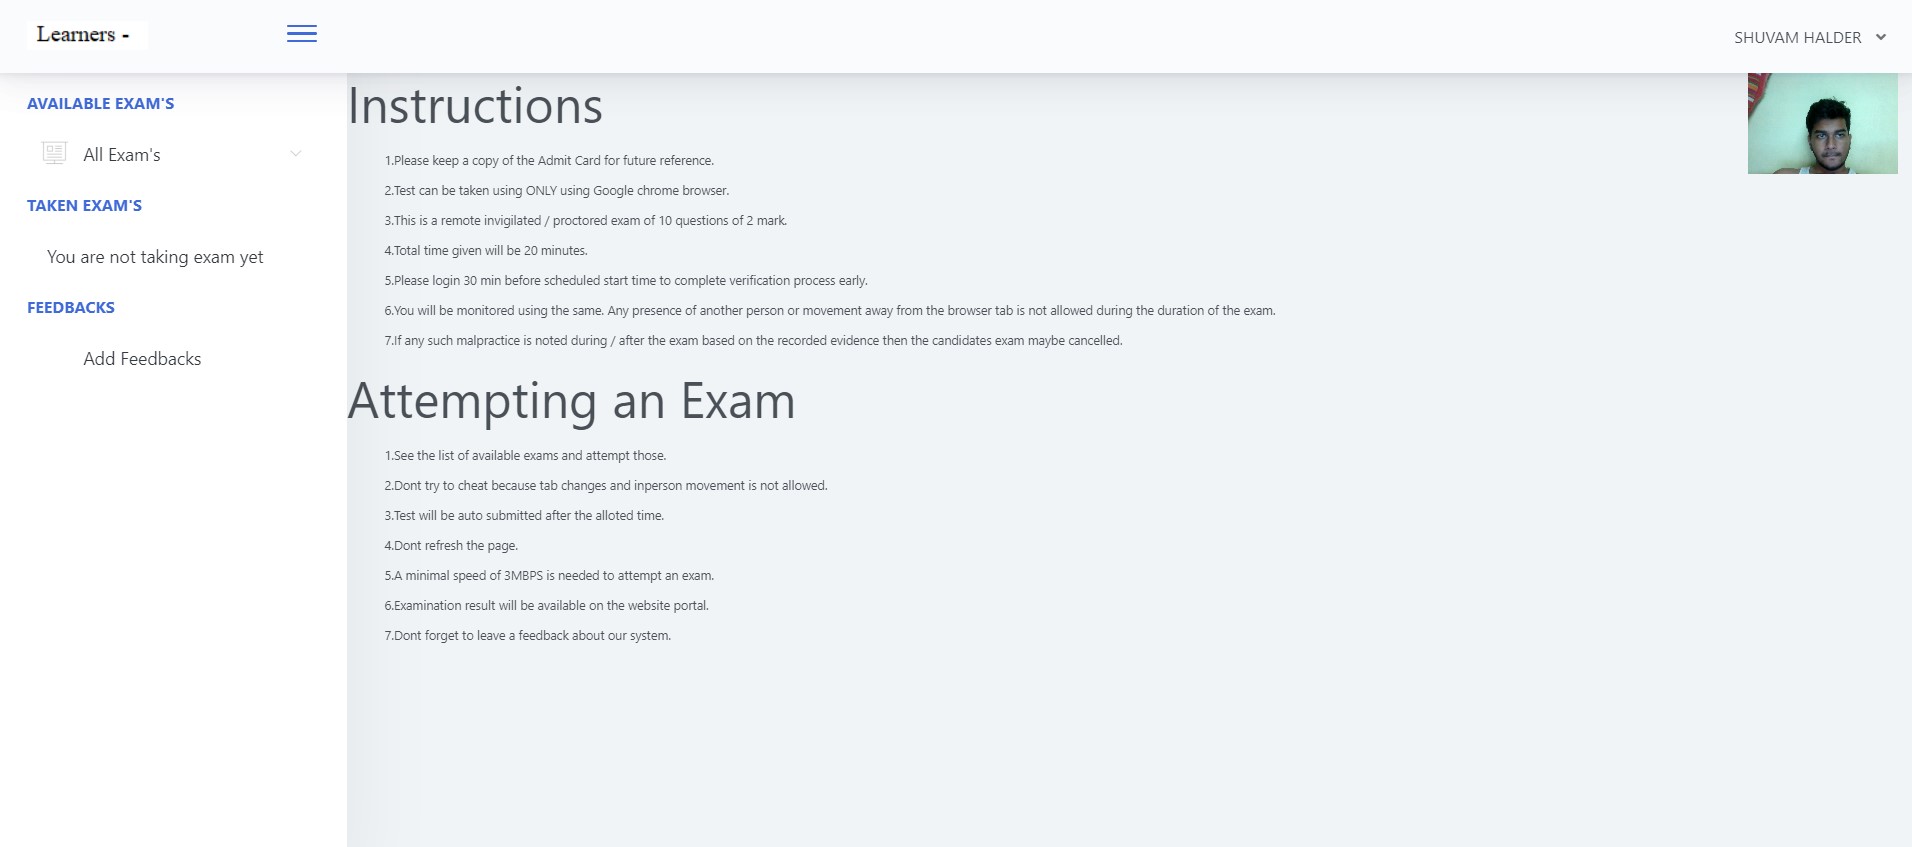 Learners -
SHUVAM HALDER
AVAILABLE EXAM'S
All Exam's
TAKEN EXAM'S
You are not taking exam yet
FEEDBACKS
Add Feedbacks
Instructions
1.Please keep a copy of the Admit Card for future reference.
2.Test can be taken using ONLY using Google chrome browser.
3.This is a remote invigilated / proctored exam of 10 questions of 2 mark.
4.Total time given will be 20 minutes.
5.Please login 30 min before scheduled start time to complete verification process early.
6.You will be monitored using the same. Any presence of another person or movement away from the browser tab is not allowed during the duration of the exam.
7.If any such malpractice is noted during / after the exam based on the recorded evidence then the candidates exam maybe cancelled.
Attempting an Exam
1.See the list of available exams and attempt those.
2.Dont try to cheat because tab changes and inperson movement is not allowed.
3.Test will be auto submitted after the alloted time.
4.Dont refresh the page.
5.A minimal speed of 3MBPS is needed to attempt an exam.
6.Examination result will be available on the website portal.
7.Dont forget to leave a feedback about our system.